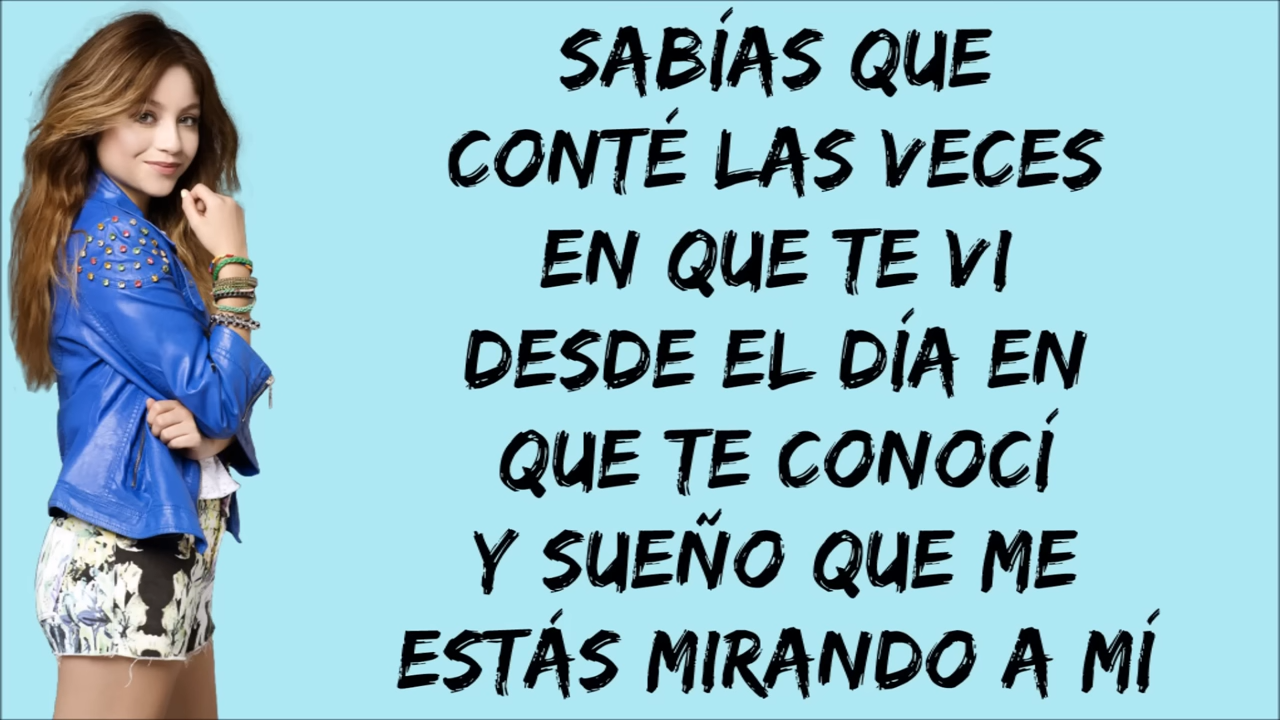 SABÍAS QUE
CONTÉ LAS VECES
EN QUE TE VI
DESDE EL DÍA EN
QUE TE CONOCÍ
Y SUEÑO QUE ME
ESTÁS MIRANDO A MÍ